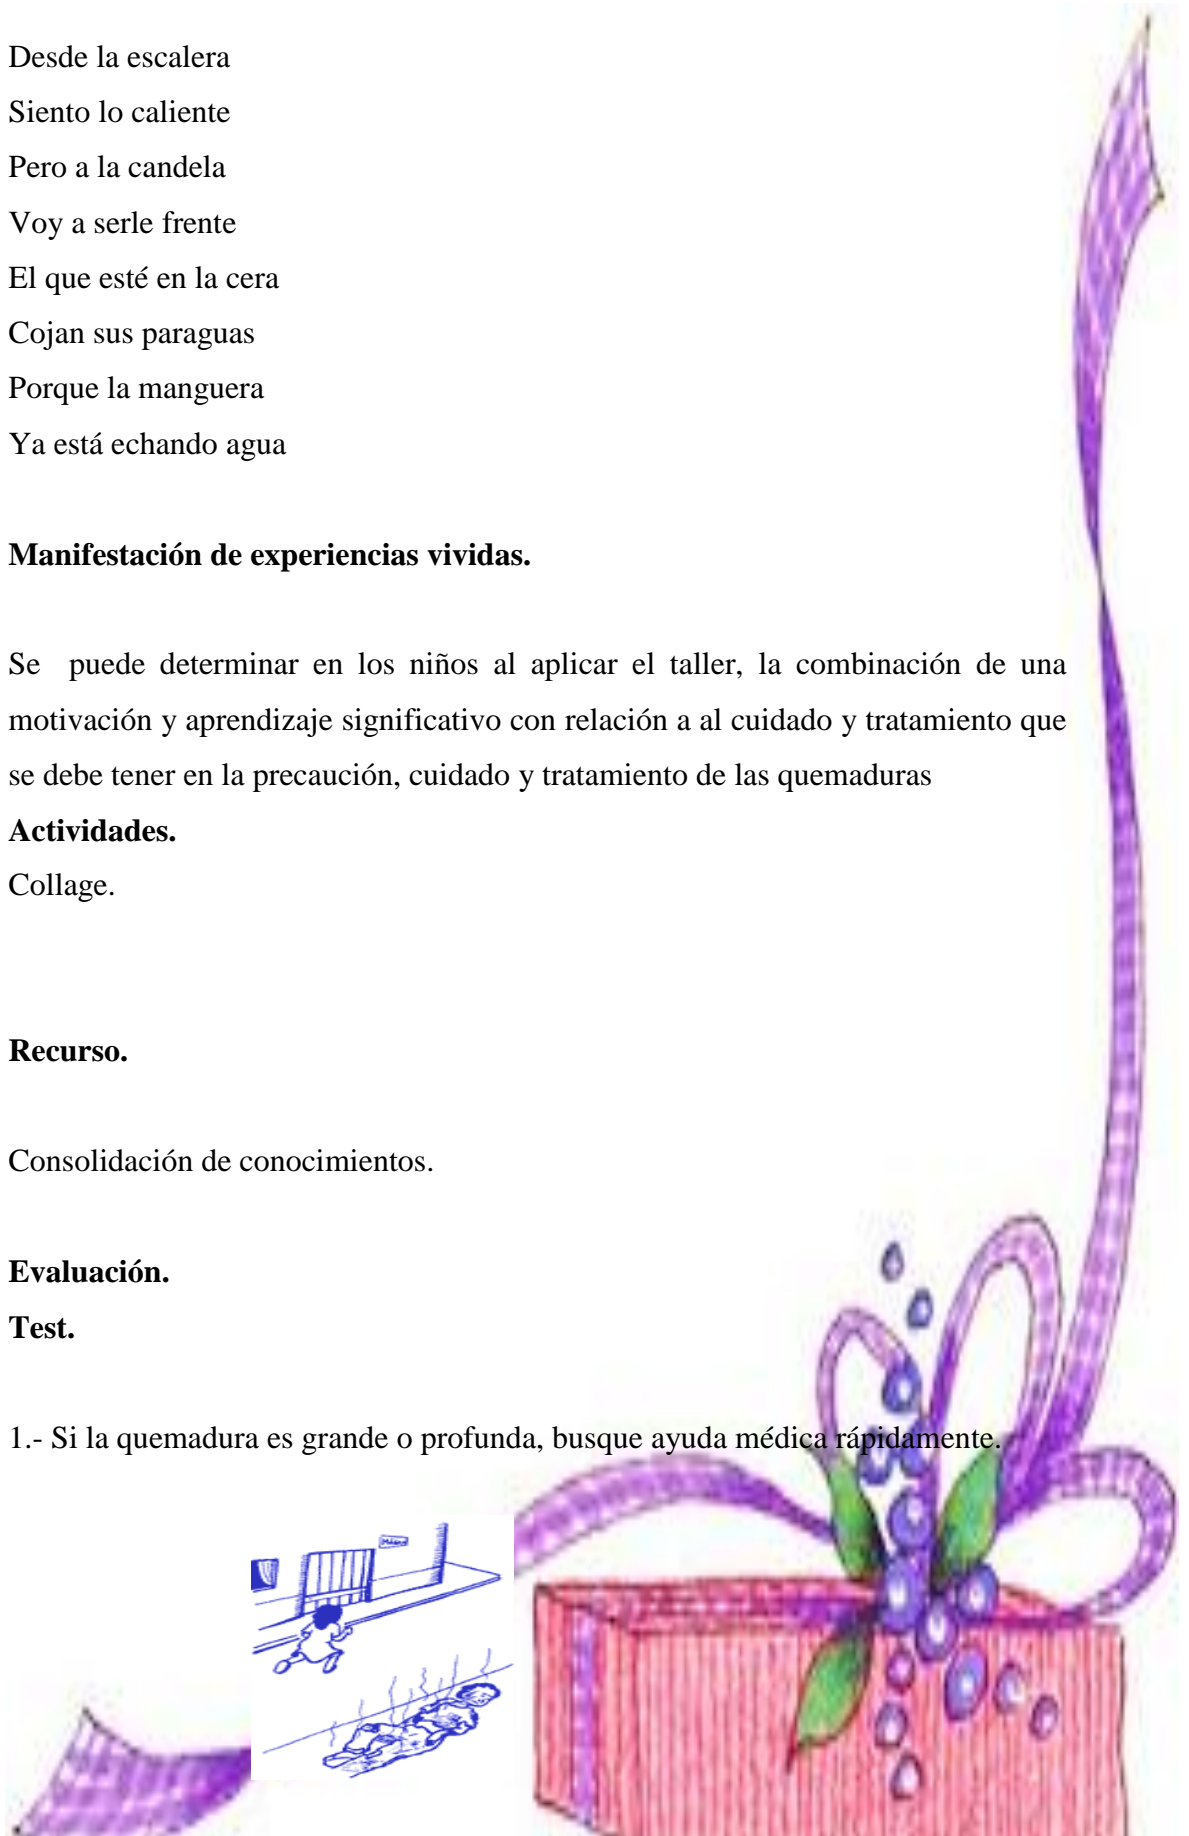 Desde la escalera
Siento lo caliente
Pero a la candela
Voy a serle frente
El que esté en la cera
Cojan sus paraguas
Porque la manguera
Ya está echando agua
Manifestación de experiencias vividas.
Se puede determinar en los niños al aplicar el taller, la combinación de una
motivación y aprendizaje significativo con relación a al cuidado y tratamiento que
se debe tener en la precaución, cuidado y tratamiento de las quemaduras
Actividades.
Collage.
Recurso.
Consolidación de conocimientos.
Evaluación.
Test.
1.- Si la quemadura es grande o profunda, busque ayuda médica rápidamente.